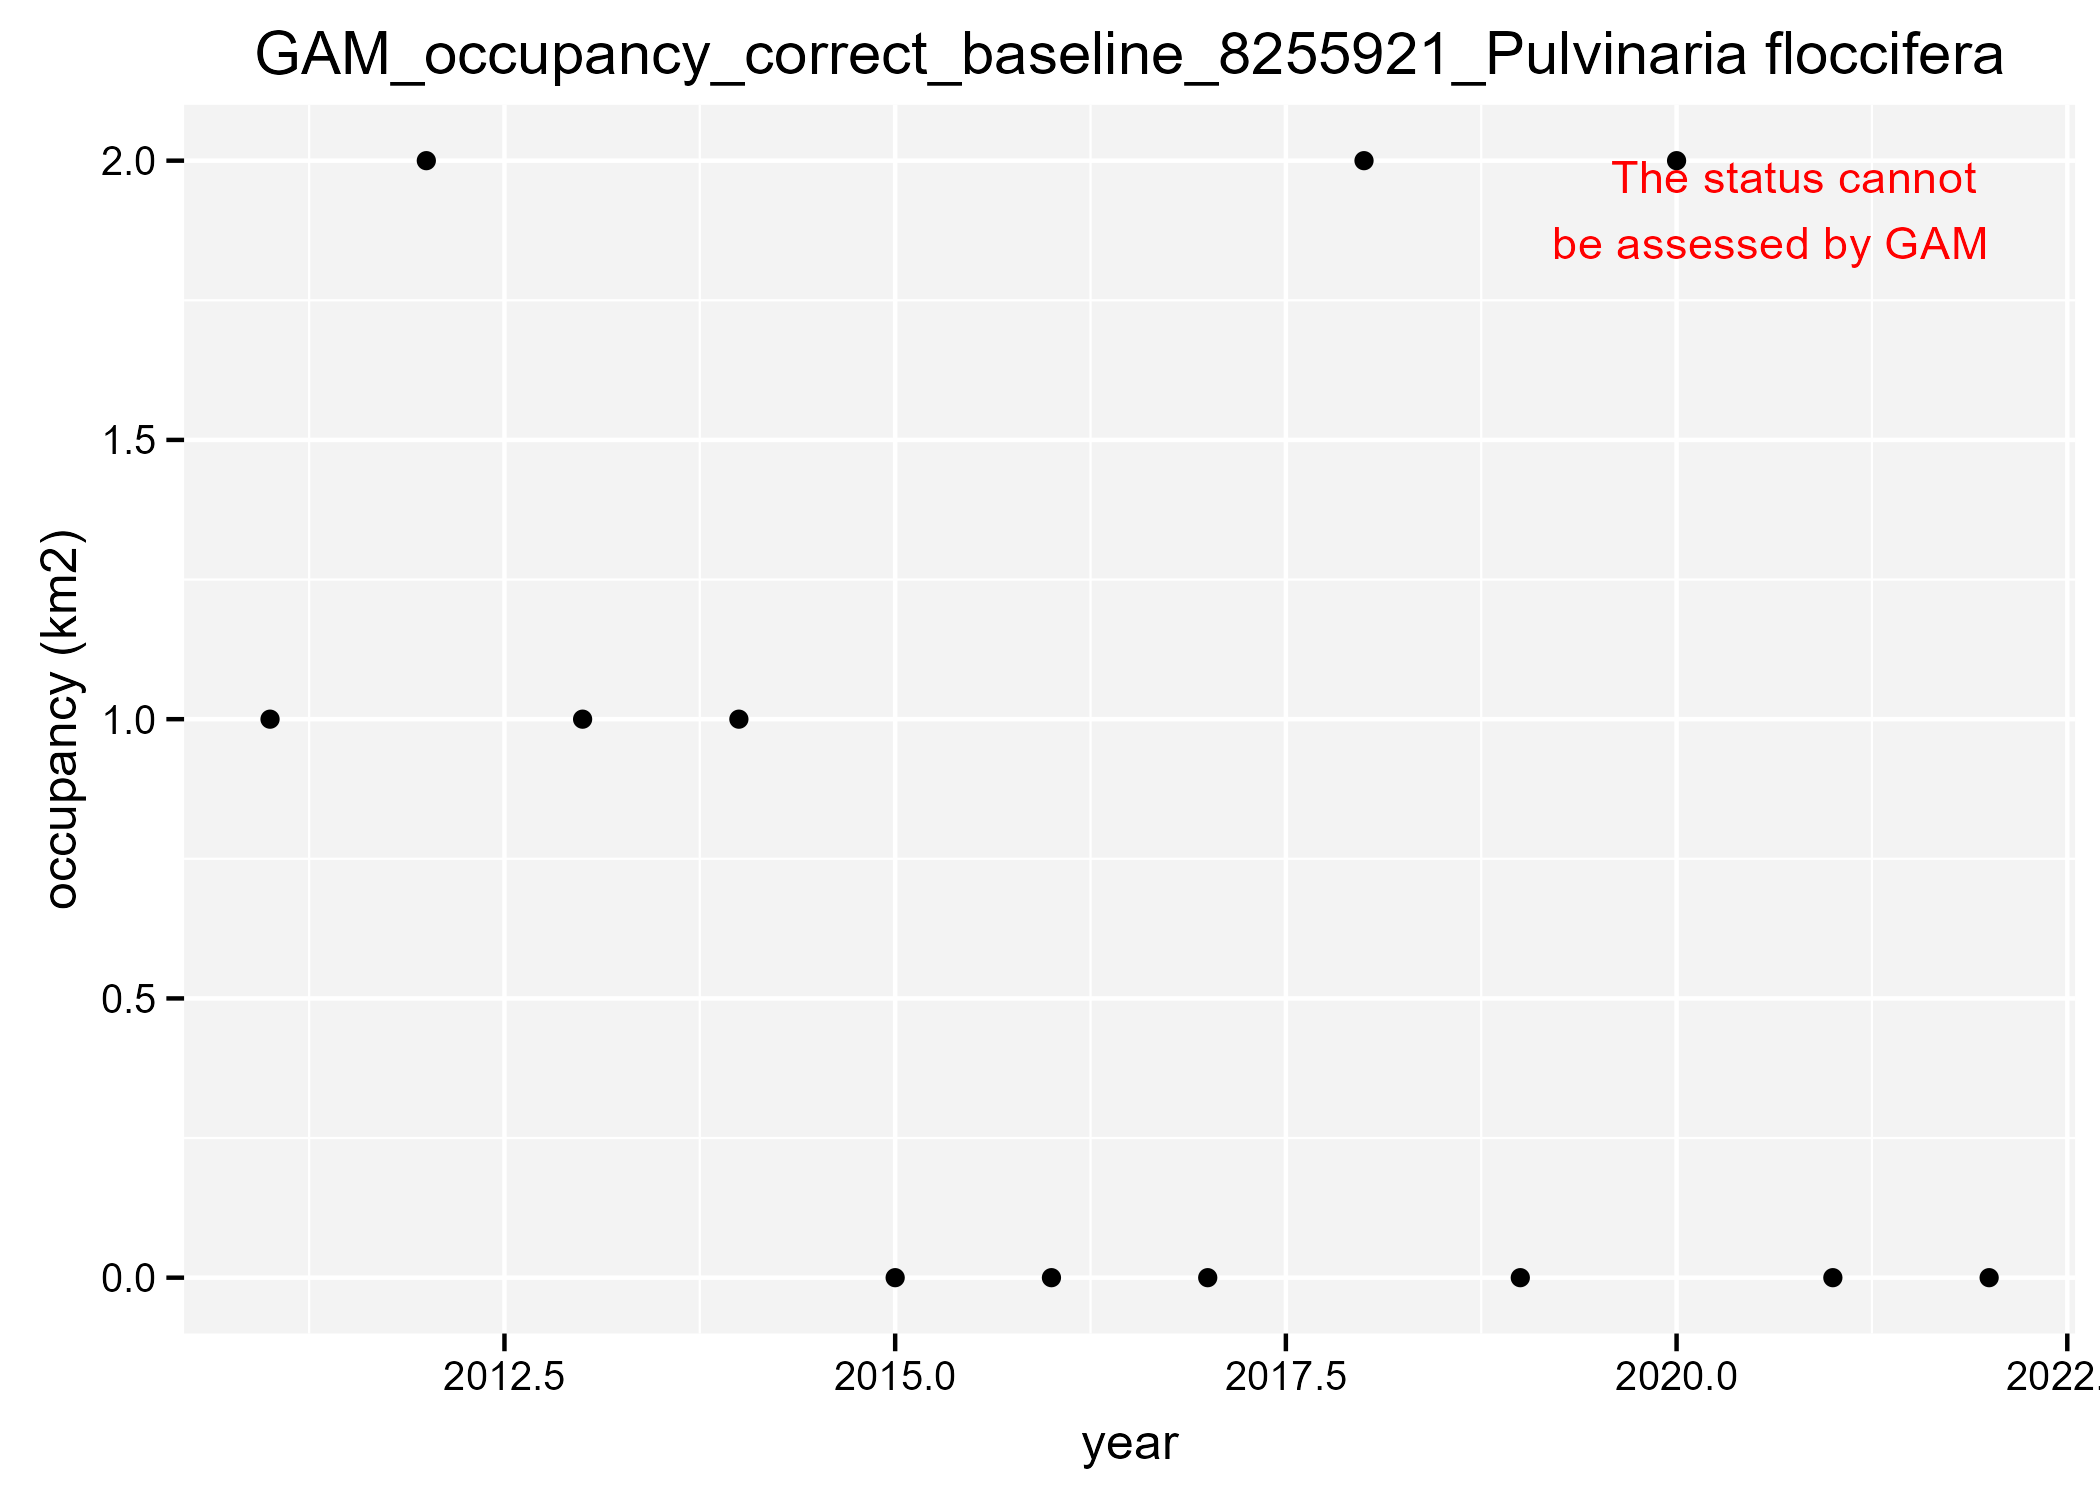 GAM_occupancy_correct_baseline_8255921_Pulvinaria floccifera
2.0
The status cannot
be assessed by GAM
1.5
occupancy (km2)
1.0
0.5
0.0
2012.5
2015.0
2017.5
2020.0
2022.
year